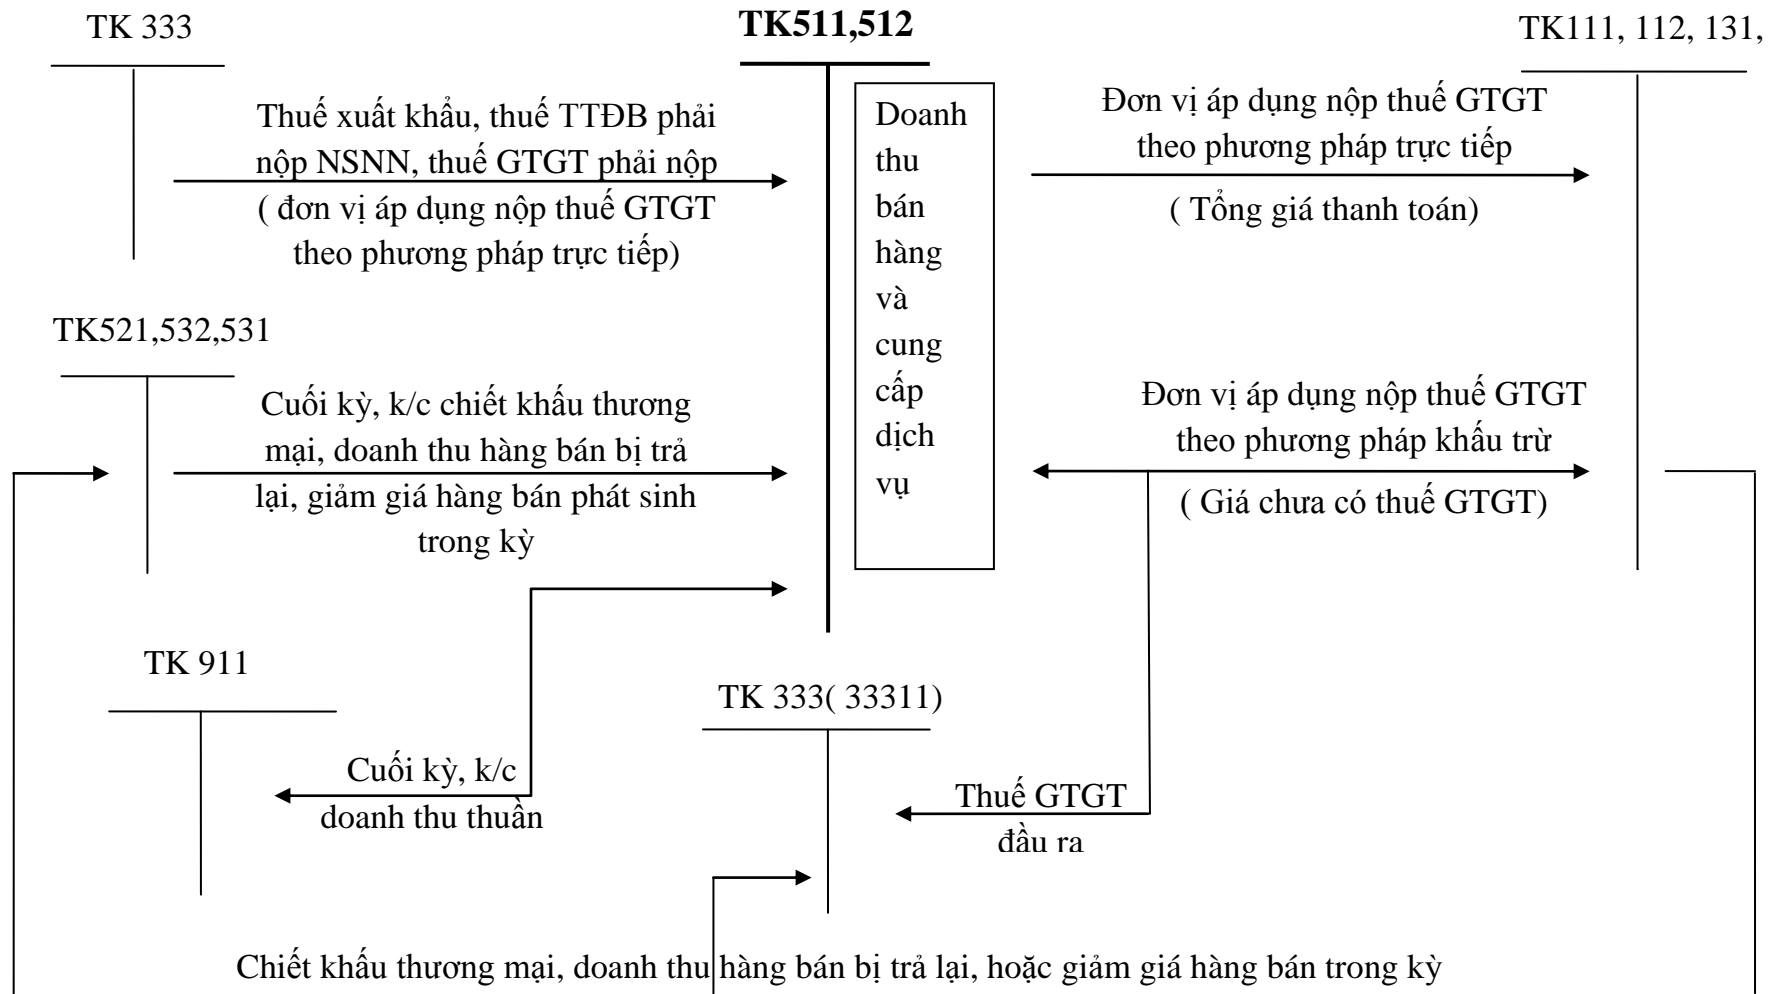 TK 333
TK511,512
TK111, 112, 131,
Thuế xuất khẩu, thuế TTĐB phải
nộp NSNN, thuế GTGT phải nộp
( đơn vị áp dụng nộp thuế GTGT
theo phương pháp trực tiếp)
Doanh
thu
bán
hàng
và
cung
cấp
dịch
vụ
Đơn vị áp dụng nộp thuế GTGT
theo phương pháp trực tiếp
( Tổng giá thanh toán)
TK521,532,531
Cuối kỳ, k/c chiết khấu thương
mại, doanh thu hàng bán bị trả
lại, giảm giá hàng bán phát sinh
trong kỳ
Đơn vị áp dụng nộp thuế GTGT
theo phương pháp khấu trừ
( Giá chưa có thuế GTGT)
TK 911
TK 333( 33311)
Cuối kỳ, k/c
doanh thu thuần
Thuế GTGT
đầu ra
Chiết khấu thương mại, doanh thu hàng bán bị trả lại, hoặc giảm giá hàng bán trong kỳ